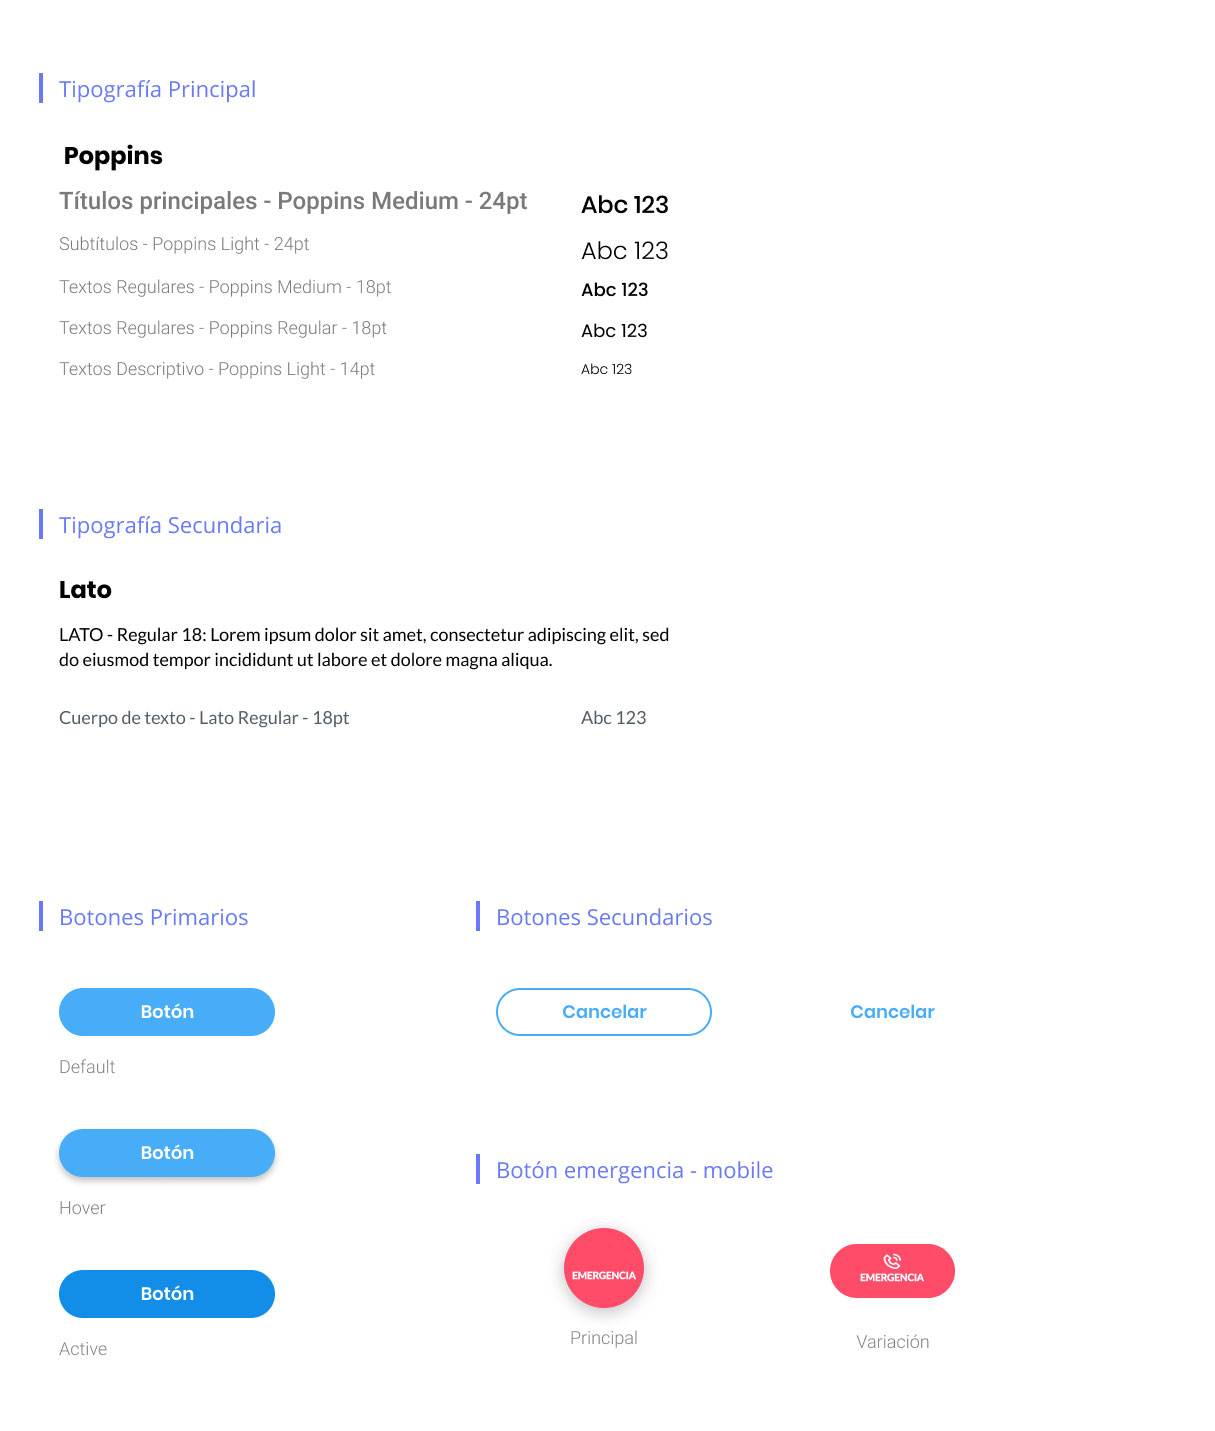 Tipografía Principal
Poppins
Títulos principales - Poppins Medium - 24pt
Abc 123
Subtítulos - Poppins Light - 24pt
Abc 123
Textos Regulares - Poppins Medium - 18pt
Abc 123
Textos Regulares - Poppins Regular - 18pt
Abc 123
Textos Descriptivo - Poppins Light - 14pt
Abc 123
Tipografía Secundaria
Lato
LATO - Regular 18: Lorem ipsum dolor sit amet, consectetur adipiscing elit, sed
do eiusmod tempor incididunt ut labore et dolore magna aliqua.
Cuerpo de texto - Lato Regular - 18pt
Abc 123
Botones Primarios
Botón
Default
Botón
Hover
Botón
Active
Botones Secundarios
Cancelar
Cancelar
Botón emergencia - mobile
EMERGENCIA
Principal
EMERGENCIA
Variación